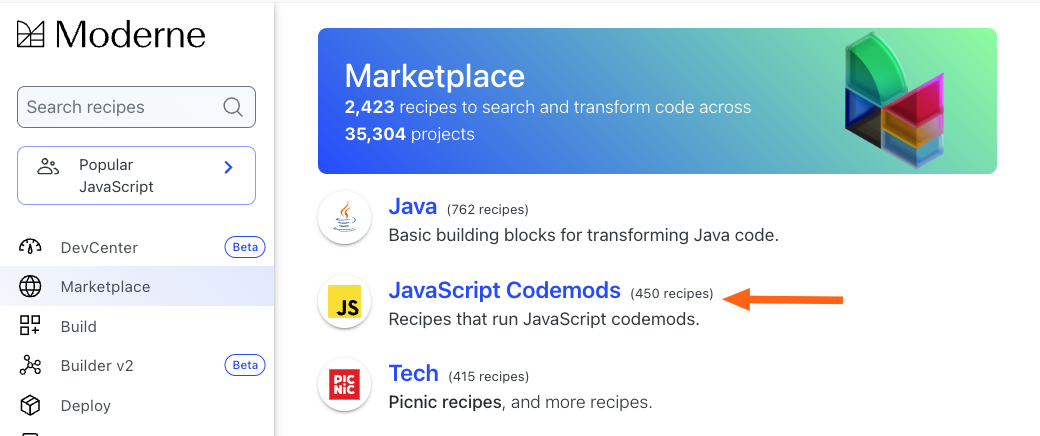 Moderne
Search recipes
Popular
JavaScript
DevCenter Beta
Marketplace
Build
Builder v2 Beta
Deploy
Marketplace
2,423 recipes to search and transform code across
35,304 projects
Java (762 recipes)
Basic building blocks for transforming Java code.
JS
JavaScript Codemods (450 recipes)
Recipes that run JavaScript codemods.
PIC
NIC
Tech (415 recipes)
Picnic recipes, and more recipes.